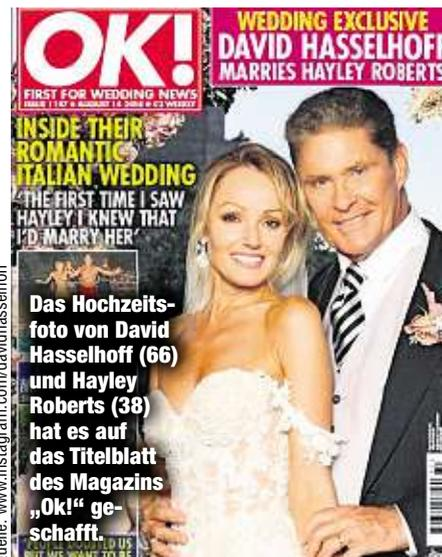 OK!
FIRST FOR WEDDING NEWS
WEDDING EXCLUSIVE
DAVID HASSELHOFF
MARRIES HAYLEY ROBERTS
INSIDE THEIR
ROMANTIC
ITALIAN WEDDING
'THE FIRST TIME I SAW
HAYLEY I KNEW THAT
I'D MARRY HER'
Das Hochzeits-
foto von David
Hasselhoff (66)
und Hayley
Roberts (38)
hat es auf
das Titelblatt
des Magazins
„Ok!“ ge-
schafft.
www.instagram.com/davidhasselhoff